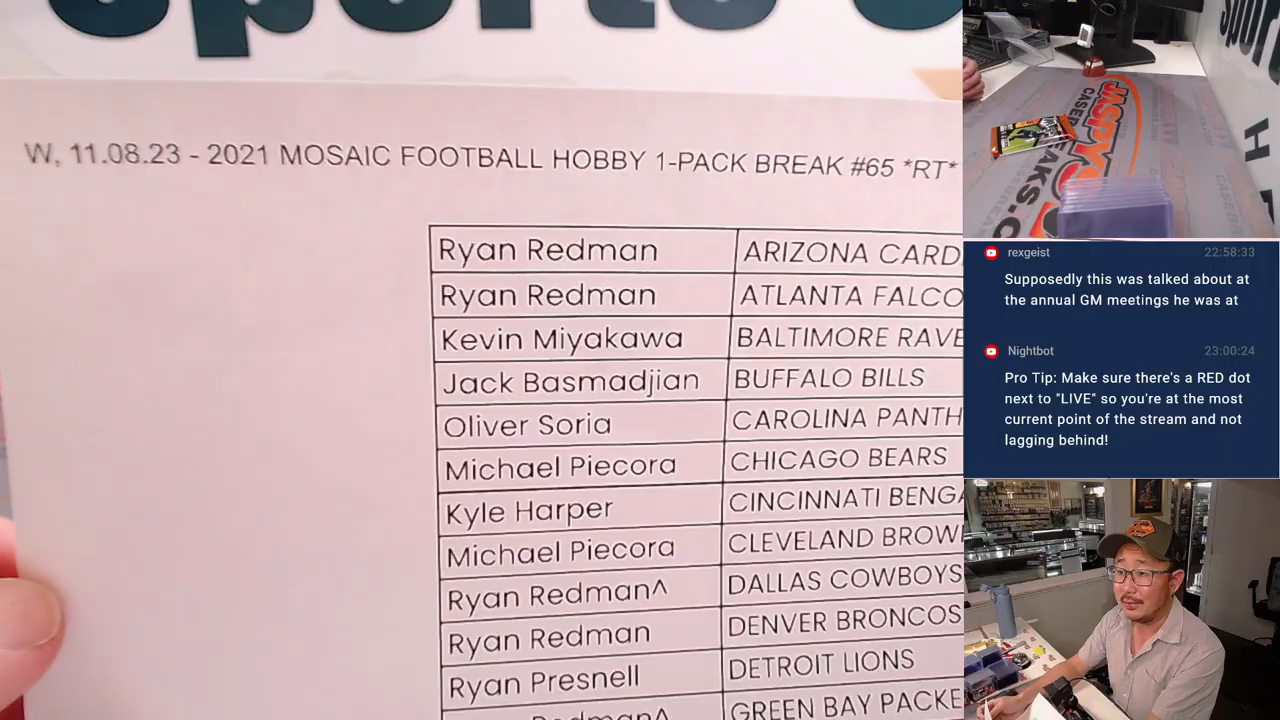 Sports
W, 11.08.23 - 2021 MOSAIC FOOTBALL HOBBY 1-PACK BREAK #65 *RT*
Ryan Redman ARIZONA CARD
Ryan Redman ATLANTA FALCO
Kevin Miyakawa BALTIMORE RAVE
Jack Basmadjian BUFFALO BILLS
Oliver Soria CAROLINA PANTH
Michael Piecora CHICAGO BEARS
Kyle Harper CINCINNATI BENGA
Michael Piecora CLEVELAND BROW
Ryan Redman^ DALLAS COWBOYS
Ryan Redman DENVER BRONCOS
Ryan Presnell DETROIT LIONS
Redman^ GREEN BAY PACKE
JASPY'S
CASEBREAKS.C
rexgeist 22:58:33
Supposedly this was talked about at
the annual GM meetings he was at
Nightbot 23:00:24
Pro Tip: Make sure there's a RED dot
next to "LIVE" so you're at the most
current point of the stream and not
lagging behind!